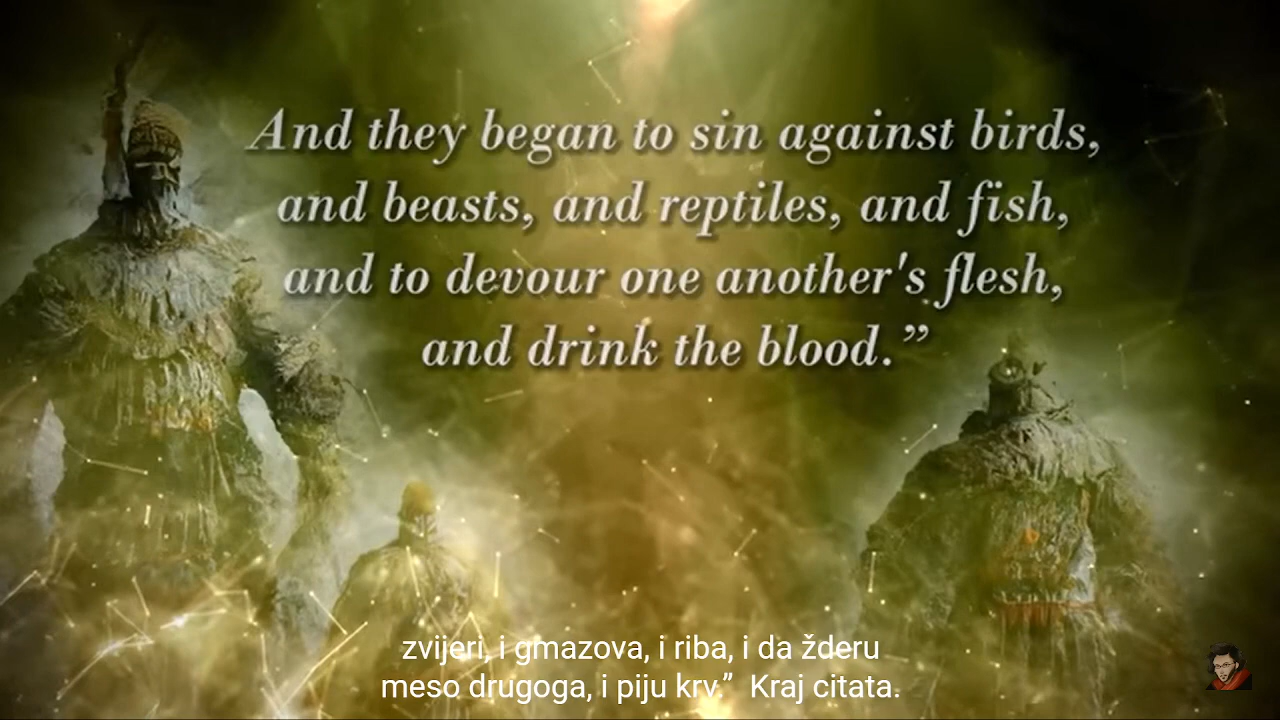 And they began to sin against birds,
and beasts, and reptiles, and fish,
and to devour one another's flesh,
and drink the blood.”
zvijeri, i gmazova, i riba, i da žderu
meso drugoga, i piju krv.”  Kraj citata.